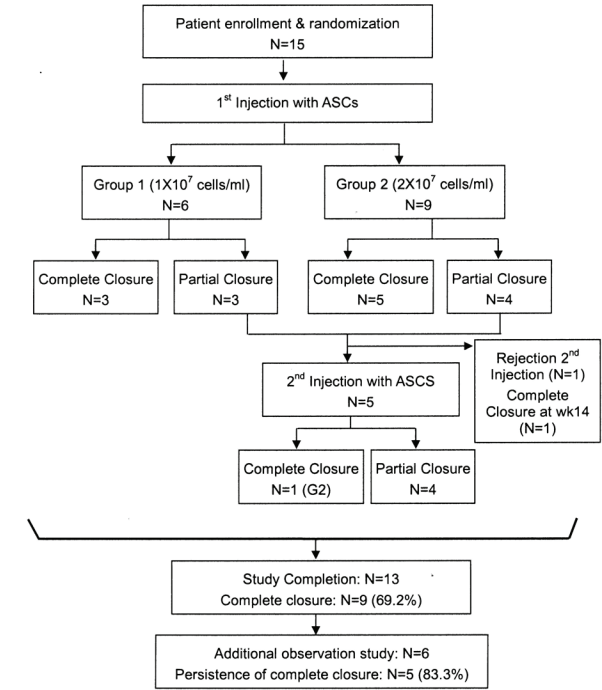 Patient enrollment & randomization
N=15
1st Injection with ASCs
Group 1 (1X10^7 cells/ml)
N=6
Group 2 (2X10^7 cells/ml)
N=9
Complete Closure
N=3
Partial Closure
N=3
Complete Closure
N=5
Partial Closure
N=4
Rejection 2nd
Injection (N=1)
Complete
Closure at wk14
(N=1)
2nd Injection with ASCS
N=5
Complete Closure
N=1 (G2)
Partial Closure
N=4
Study Completion: N=13
Complete closure: N=9 (69.2%)
Additional observation study: N=6
Persistence of complete closure: N=5 (83.3%)